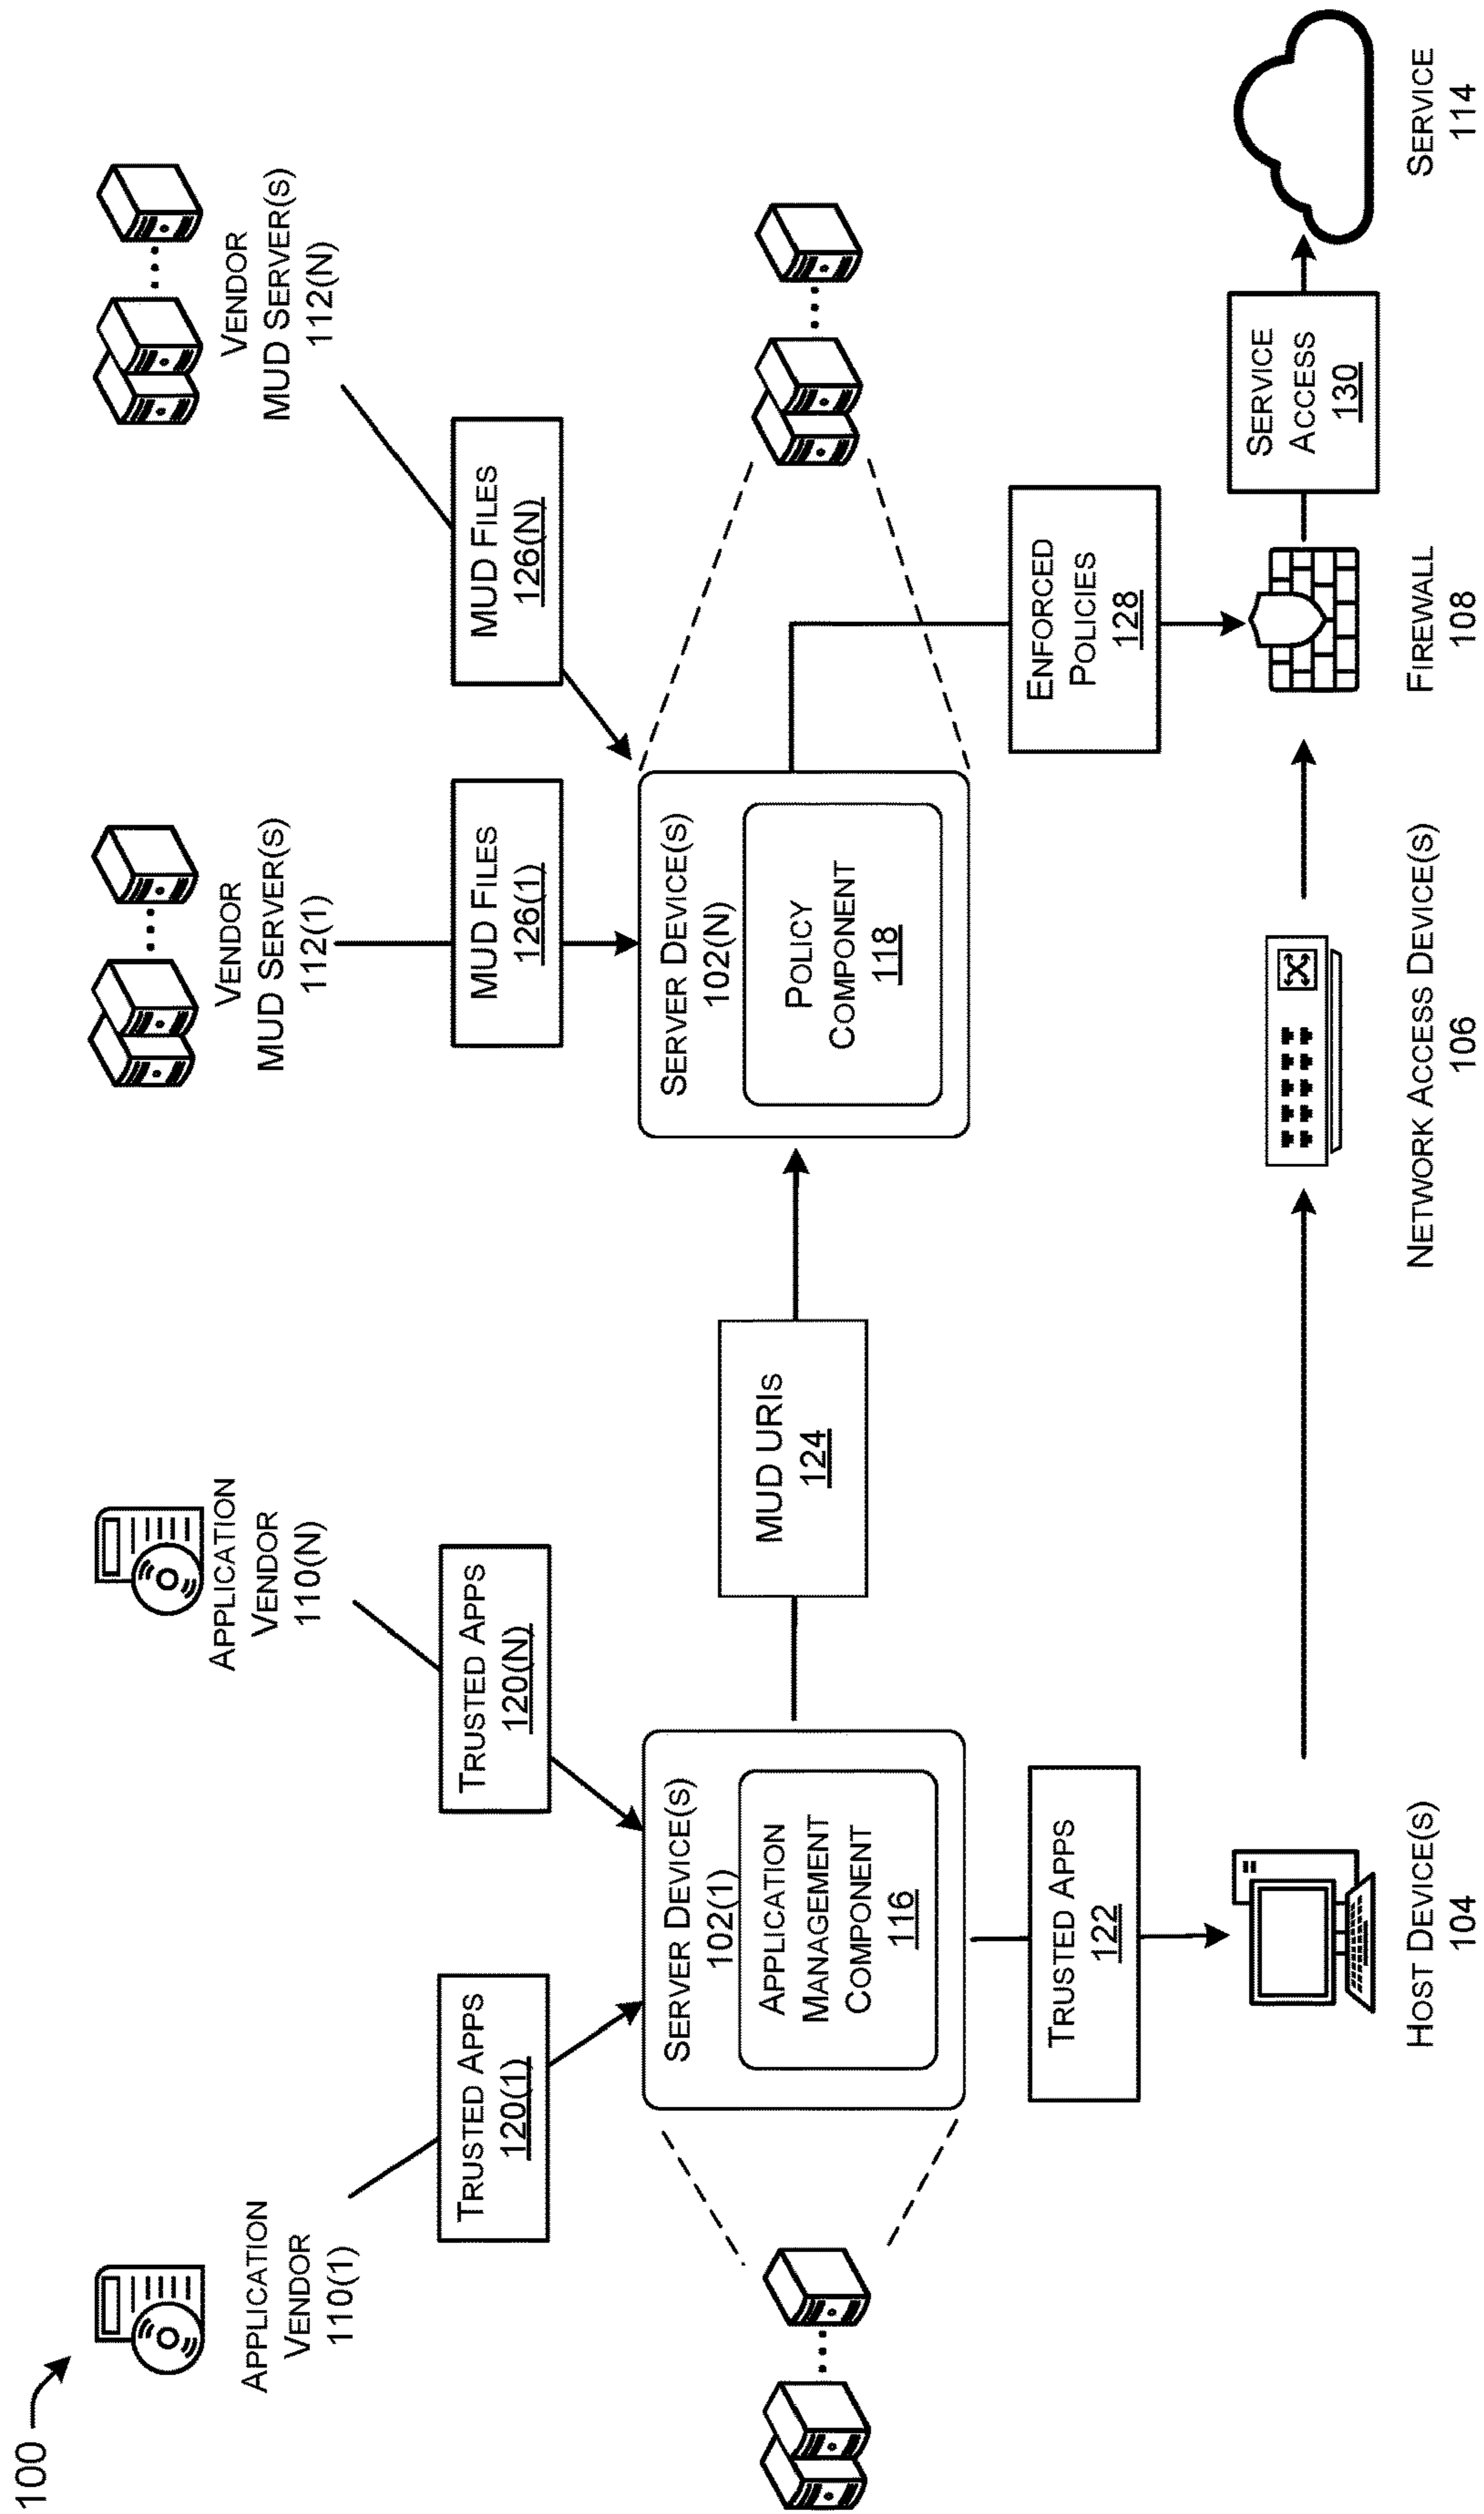 100
APPLICATION
VENDOR
110(1)
APPLICATION
VENDOR
110(N)
VENDOR
MUD SERVER(S)
112(1)
VENDOR
MUD SERVER(S)
112(N)
TRUSTED APPS
120(1)
TRUSTED APPS
120(N)
MUD FILES
126(1)
MUD FILES
126(N)
SERVER DEVICE(S)
102(1)
APPLICATION
MANAGEMENT
COMPONENT
116
MUD URIS
124
SERVER DEVICE(S)
102(N)
POLICY
COMPONENT
118
TRUSTED APPS
122
ENFORCED
POLICIES
128
SERVICE
ACCESS
130
HOST DEVICE(S)
104
NETWORK ACCESS DEVICE(S)
106
FIREWALL
108
SERVICE
114